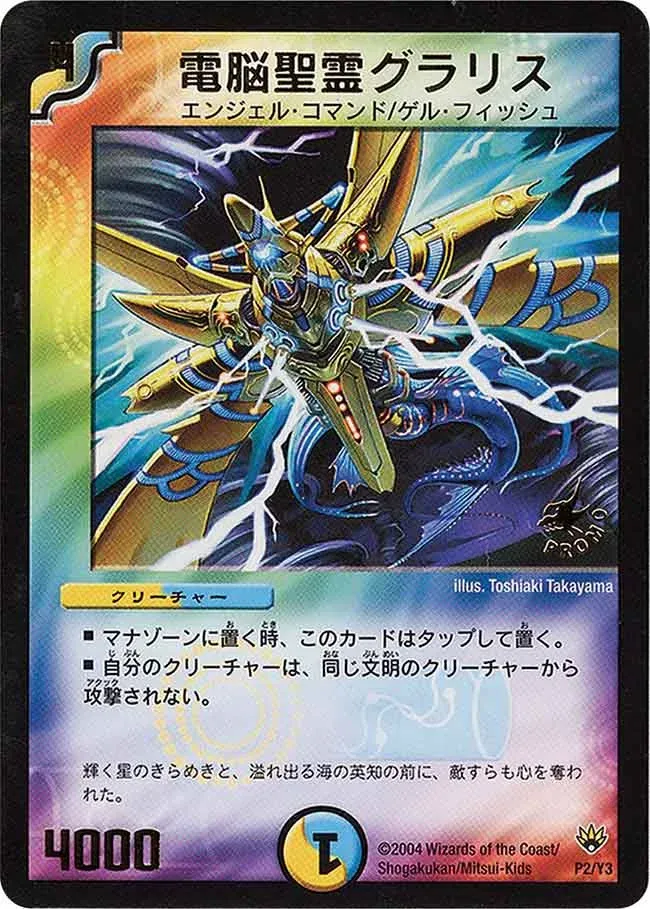 4
電脳聖霊グラリス
エンジェル・コマンド/ゲル・フィッシュ
PROMO
illus. Toshiaki Takayama
クリーチャー
■ マナゾーンに置く時、このカードはタップして置く。
■ 自分のクリーチャーは、同じ文明のクリーチャーから
攻撃されない。
輝く星のきらめきと、溢れ出る海の英知の前に、敵すらも心を奪わ
れた。
4000
1
©2004 Wizards of the Coast/
Shogakukan/Mitsui-Kids
P2/Y3